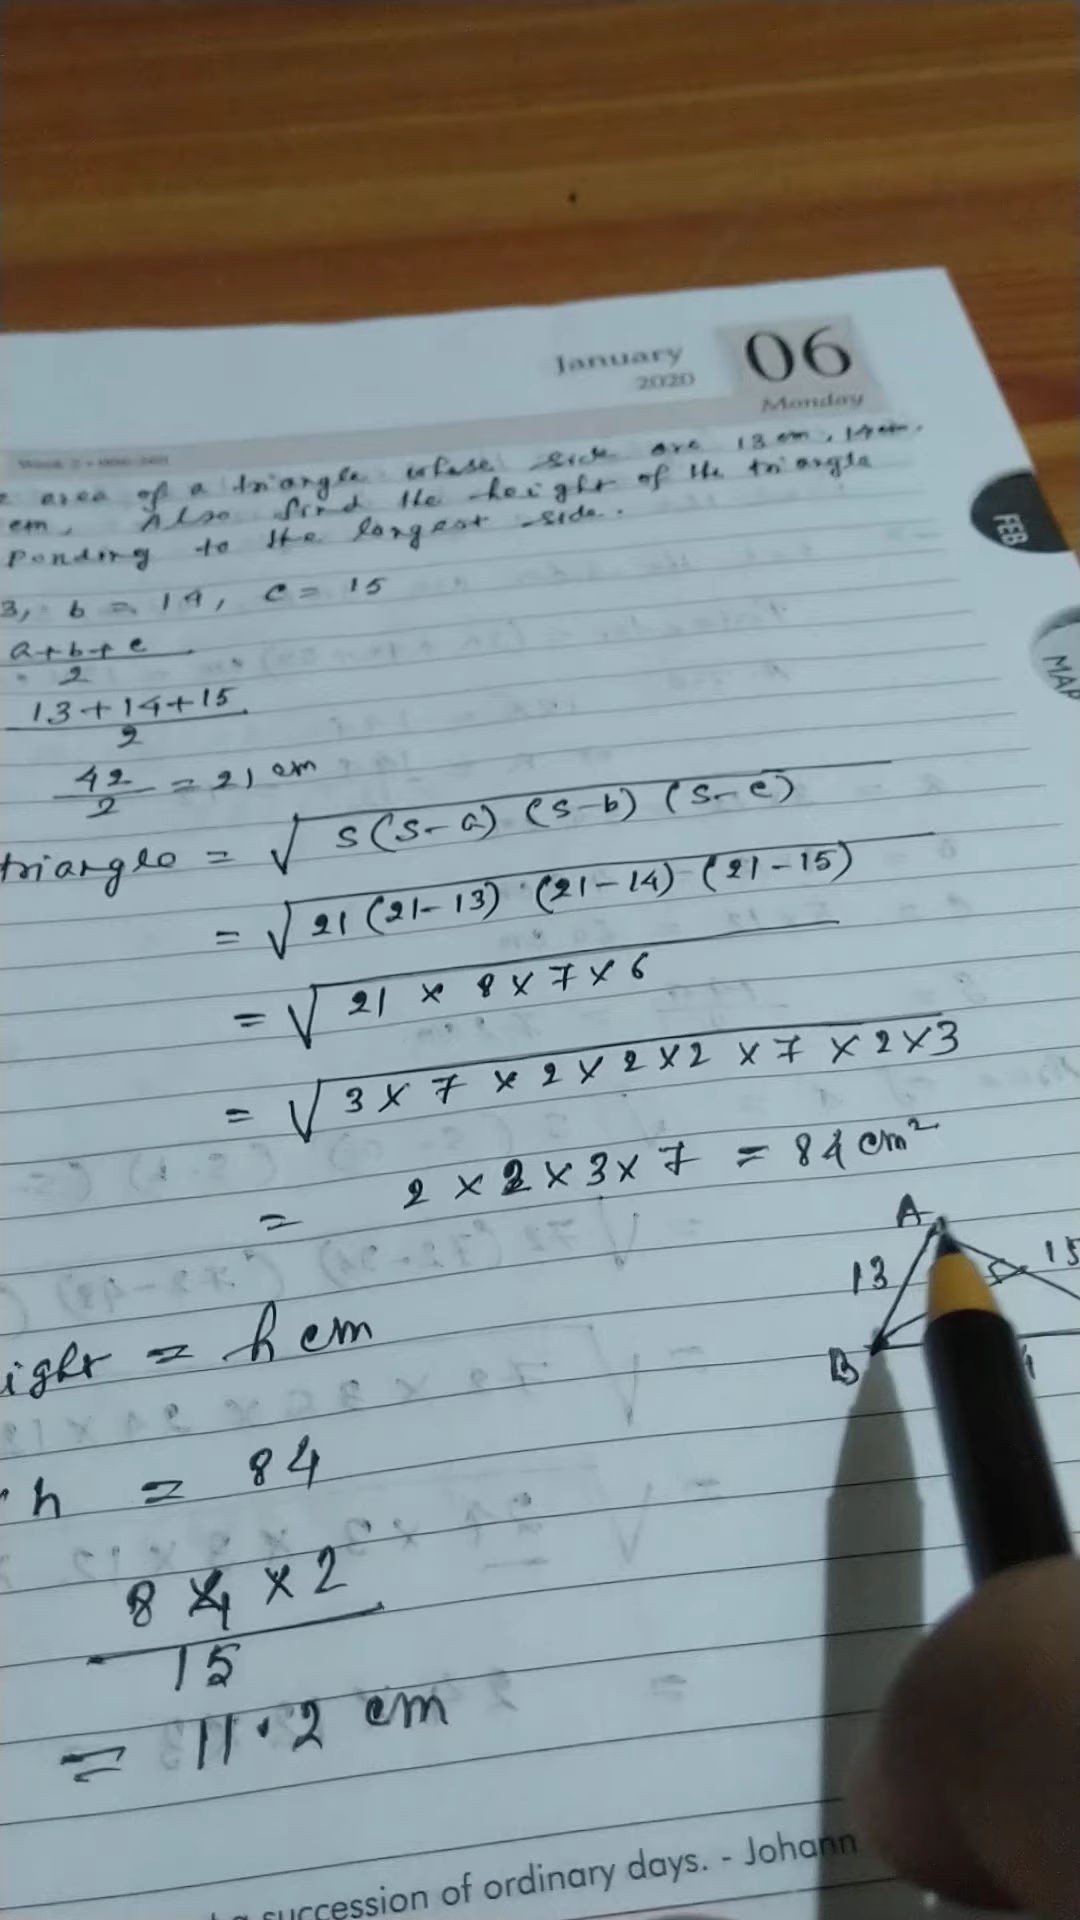 January
2020
06
Monday
area of a triangle whose side are 13 cm, 14 cm.
cm. Also find the height of the triangle
ponding to the largest side.
3, b = 14, c = 15
a+b+c
2
13+14+15
2
42
2
= 21 cm
triangle = √s(s-a) (s-b) (s-c)
= √21(21-13) (21-14) (21-15)
= √21 × 8 × 7 × 6
= √3 × 7 × 2 × 2 × 2 × 7 × 2 × 3
= 2 × 2 × 3 × 7 = 84 cm²
A
13
15
B
4
ight = h cm
h = 84
84 × 2
15
= 11.2 cm
FEB
MAR
succession of ordinary days. - Johann